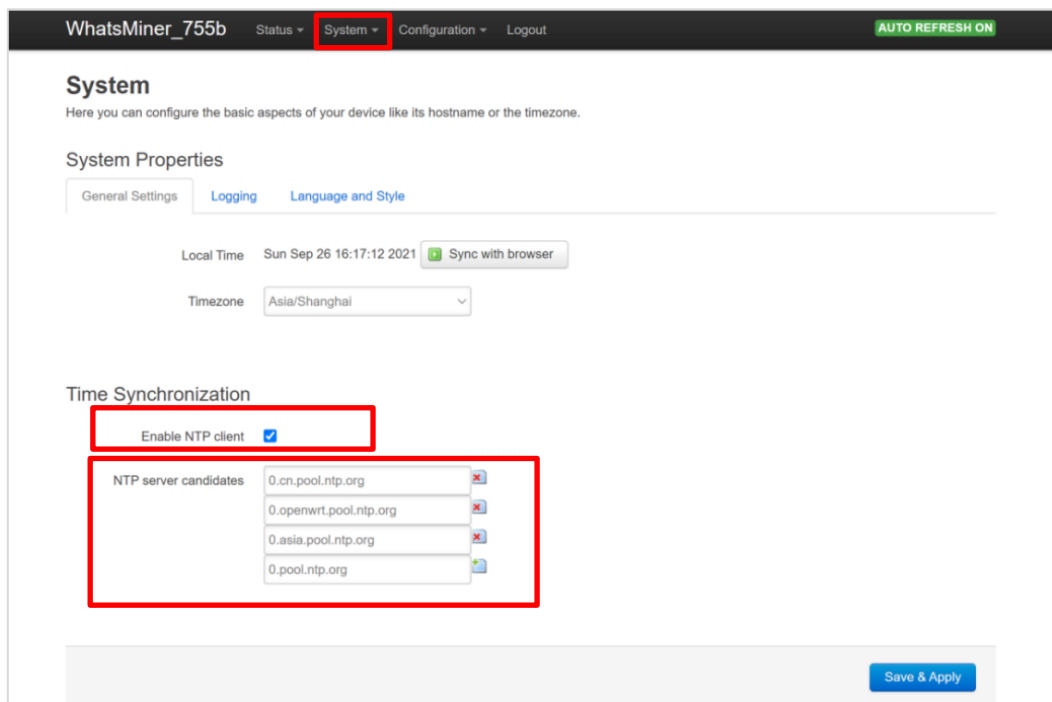 WhatsMiner_755b Status System Configuration Logout AUTO REFRESH ON
System
Here you can configure the basic aspects of your device like its hostname or the timezone.
System Properties
General Settings Logging Language and Style
Local Time Sun Sep 26 16:17:12 2021 Sync with browser
Timezone Asia/Shanghai
Time Synchronization
Enable NTP client
NTP server candidates 0.cn.pool.ntp.org
0.openwrt.pool.ntp.org
0.asia.pool.ntp.org
0.pool.ntp.org
Save & Apply